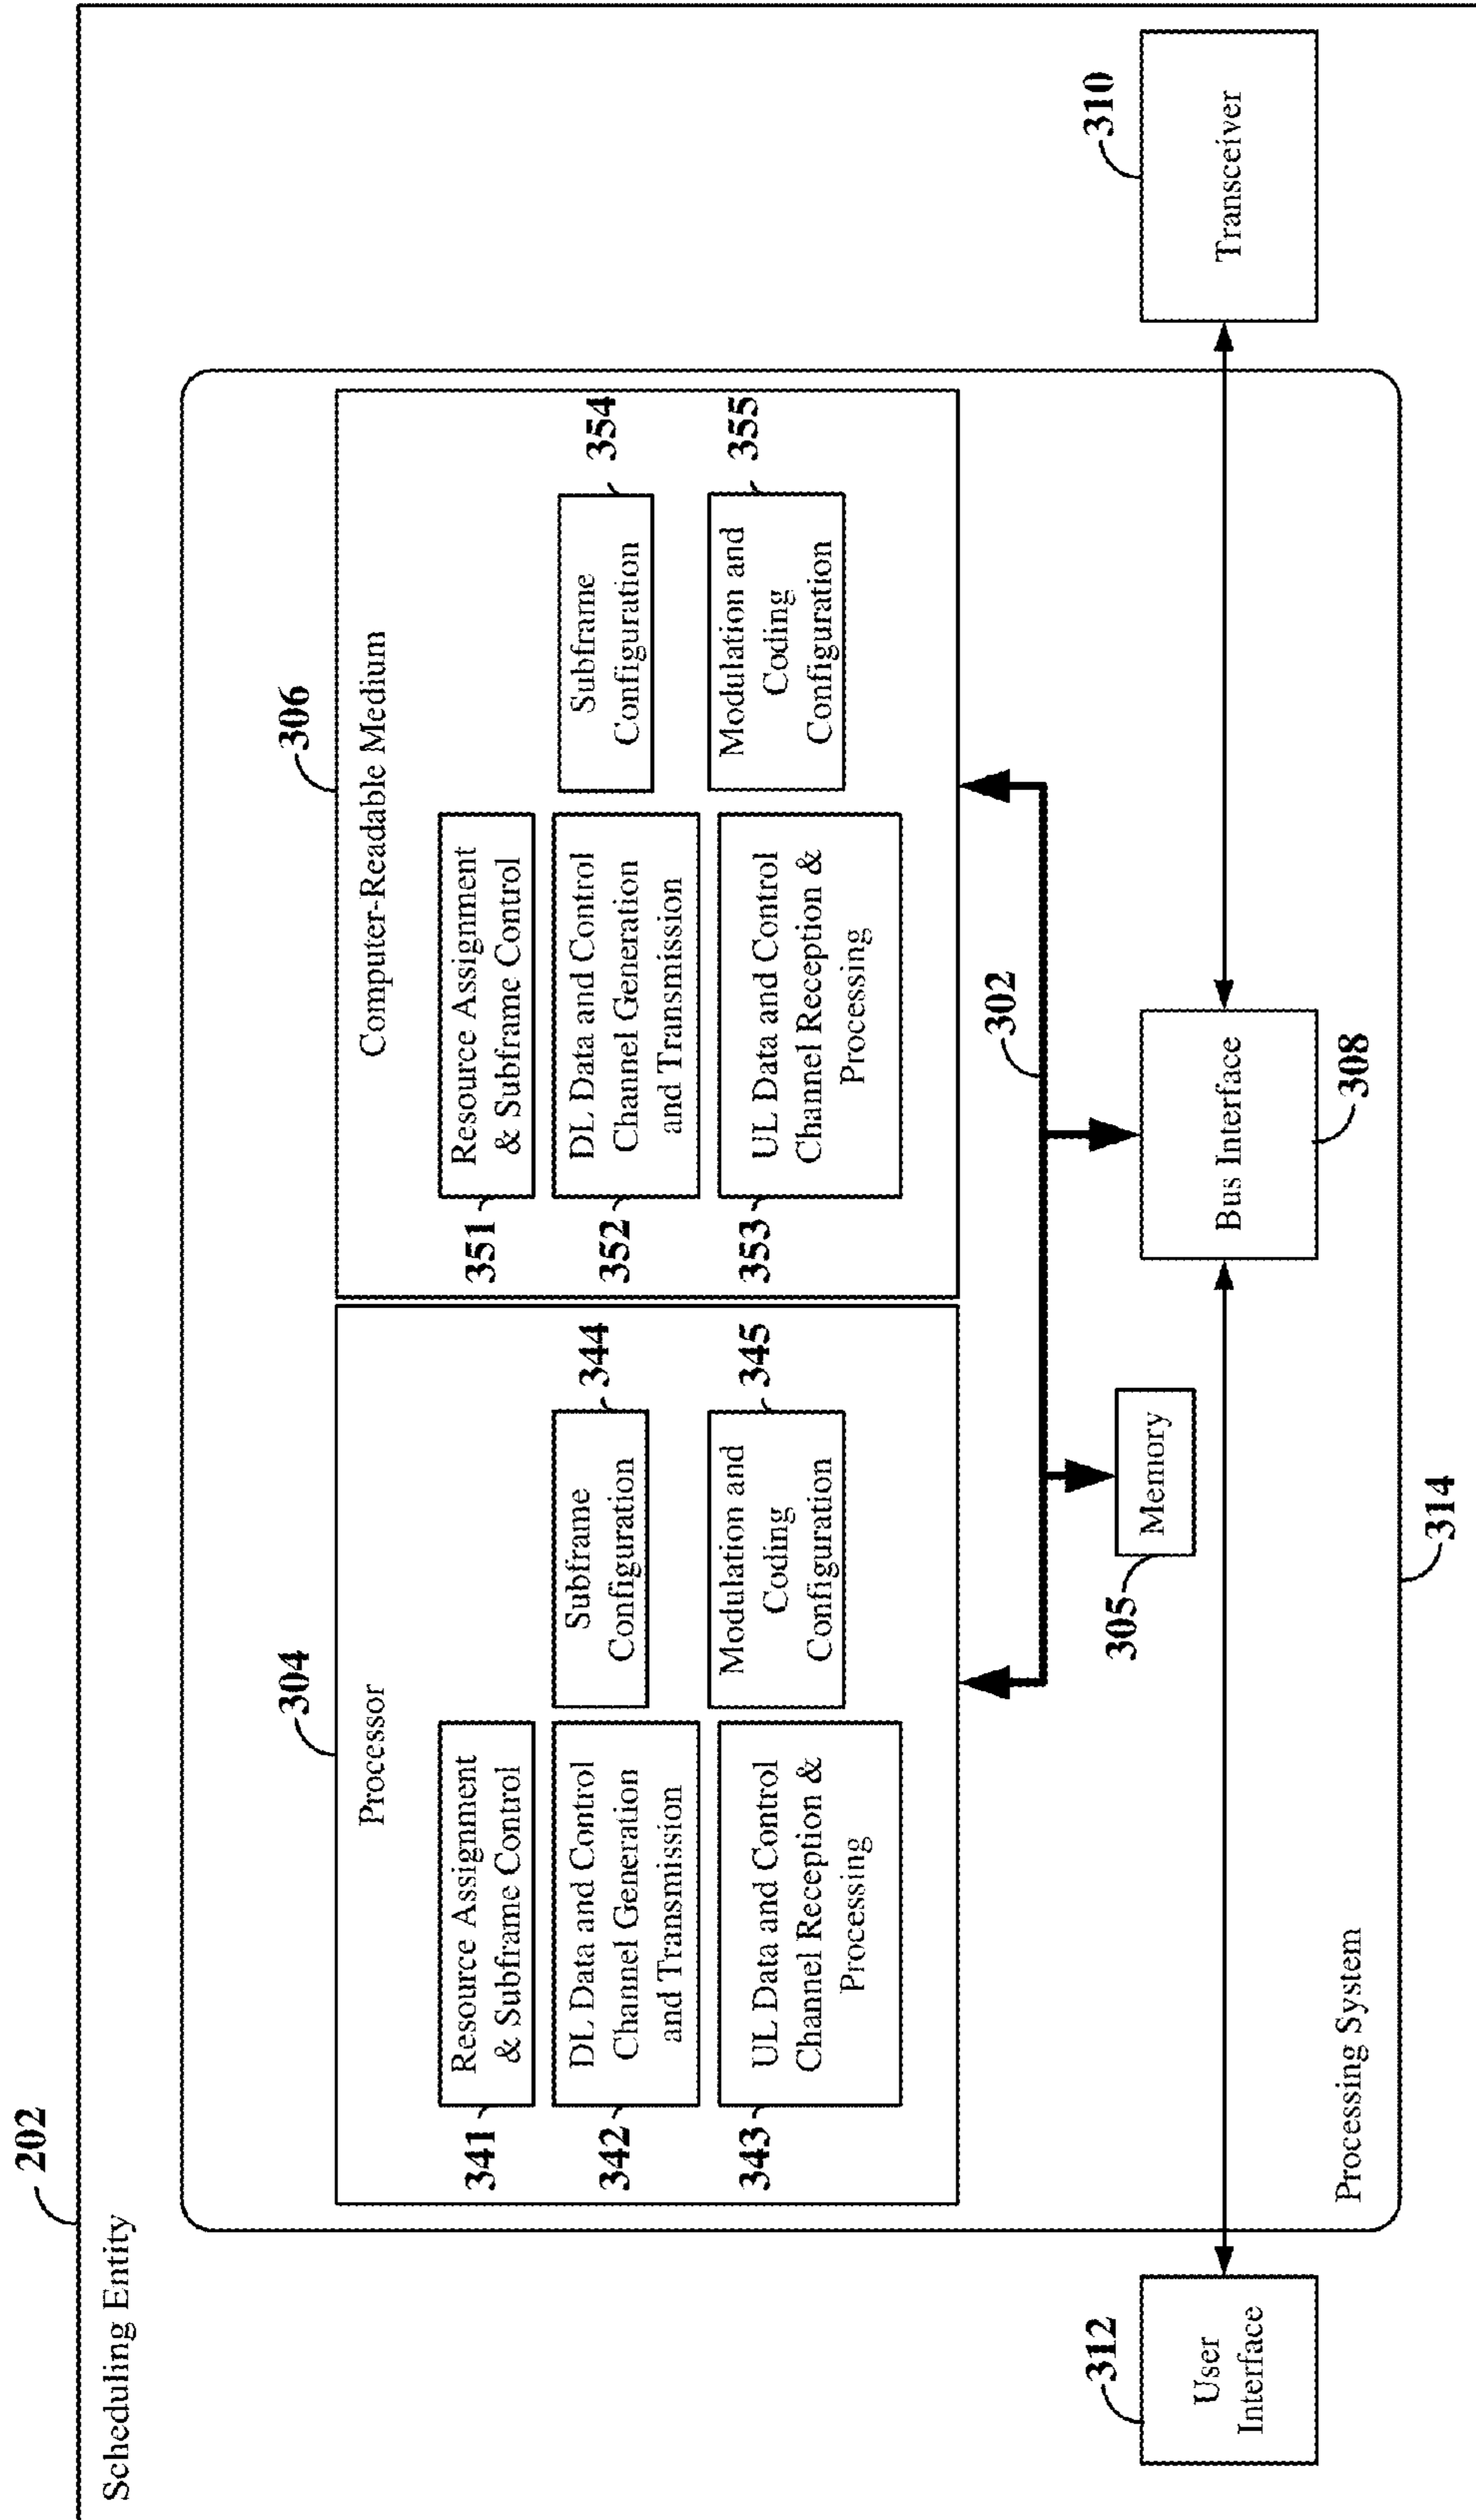 202
Scheduling Entity
304
Processor
341
Resource Assignment
& Subframe Control
342
DL Data and Control
Channel Generation
and Transmission
343
UL Data and Control
Channel Reception &
Processing
344
Subframe
Configuration
345
Modulation and
Coding
Configuration
306
Computer-Readable Medium
351
Resource Assignment
& Subframe Control
352
DL Data and Control
Channel Generation
and Transmission
353
UL Data and Control
Channel Reception &
Processing
354
Subframe
Configuration
355
Modulation and
Coding
Configuration
302
305
Memory
312
User
Interface
Bus Interface
308
310
Transceiver
Processing System
314